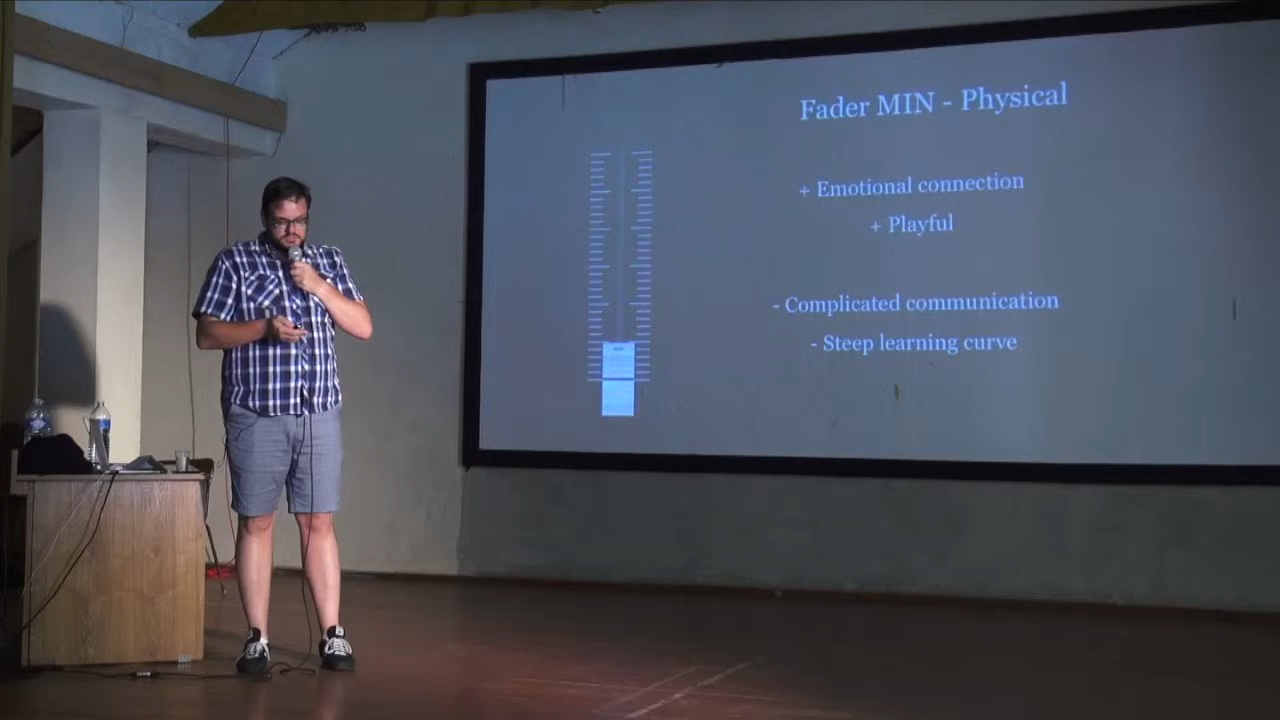 Fader MIN - Physical
+ Emotional connection
+ Playful
- Complicated communication
- Steep learning curve